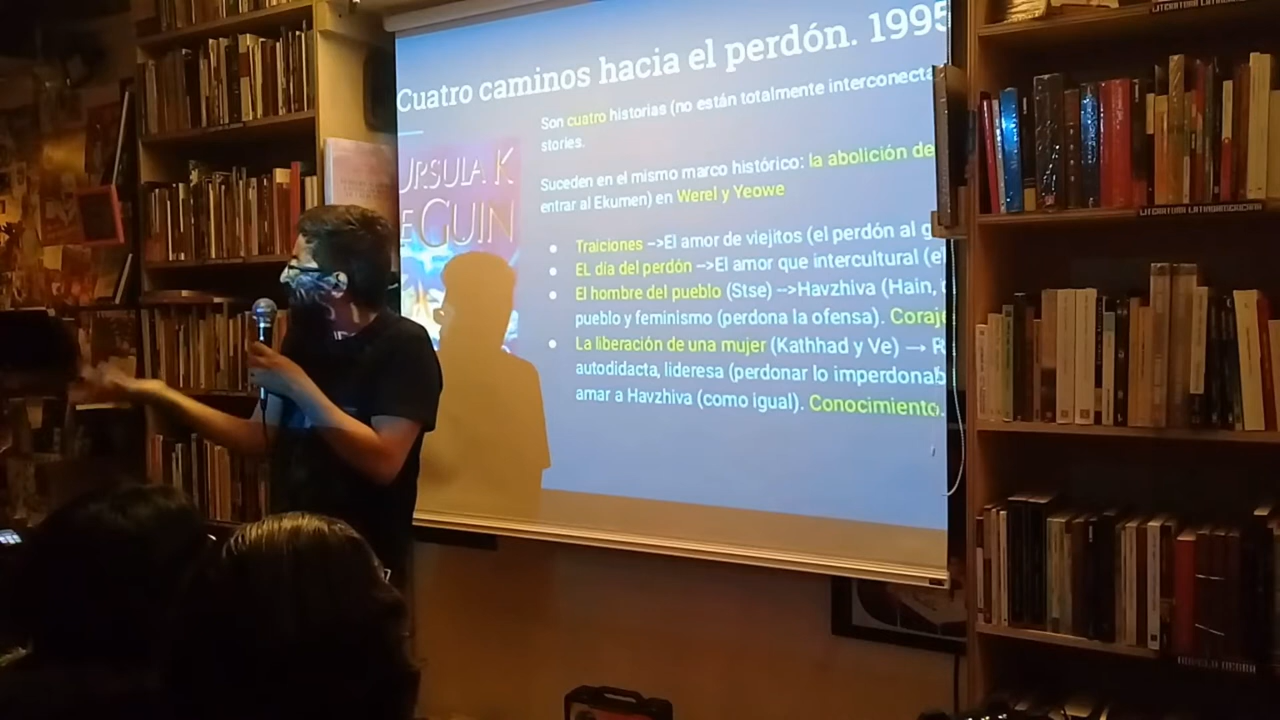 Cuatro caminos hacia el perdón. 1995
Son cuatro historias (no están totalmente interconecta
stories.
Suceden en el mismo marco histórico: la abolición de
entrar al Ekumen) en Werel y Yeowe
URSULA K
E GUIN
Traiciones –>El amor de viejitos (el perdón al g
EL día del perdón –>El amor que intercultural (el
El hombre del pueblo (Stse) –>Havzhiva (Hain,
pueblo y feminismo (perdona la ofensa). Coraje
La liberación de una mujer (Kathhad y Ve) → R
autodidacta, lideresa (perdonar lo imperdonab
amar a Havzhiva (como igual). Conocimiento.
LITERATURA LATINOAMERICANA